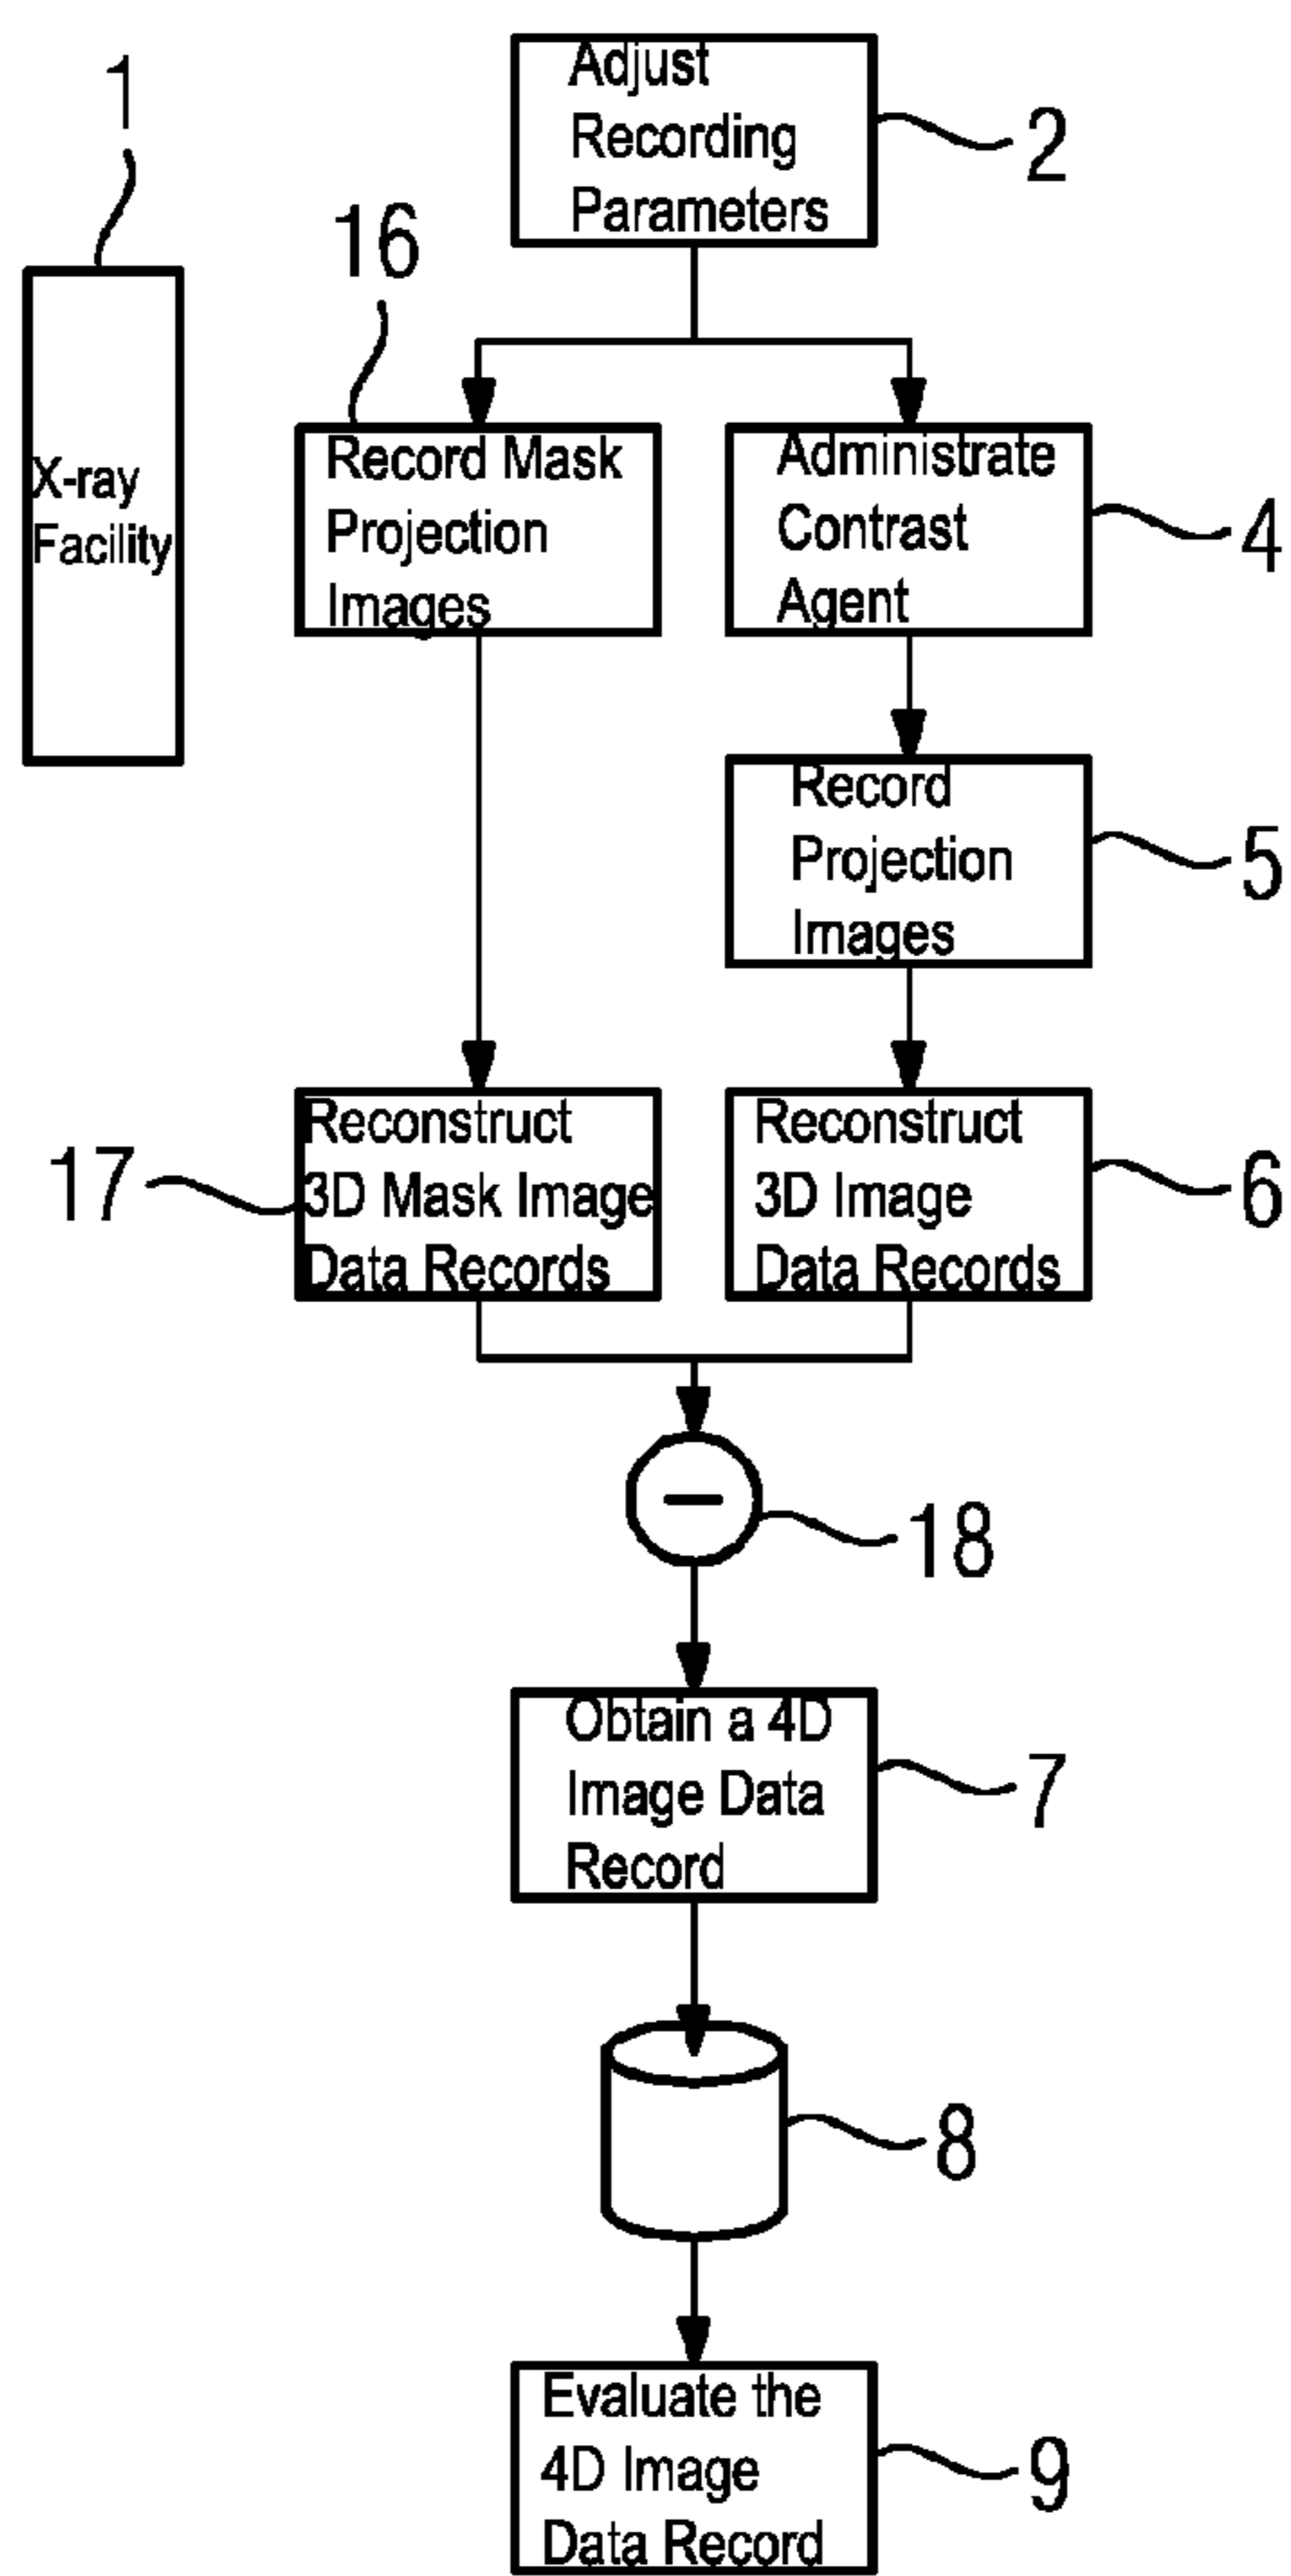 Adjust
Recording
Parameters
2
1
16
X-ray
Facility
Record Mask
Projection
Images
Administrate
Contrast
Agent
4
Record
Projection
Images
5
17
Reconstruct
3D Mask Image
Data Records
Reconstruct
3D Image
Data Records
6
18
Obtain a 4D
Image Data
Record
7
8
Evaluate the
4D Image
Data Record
9